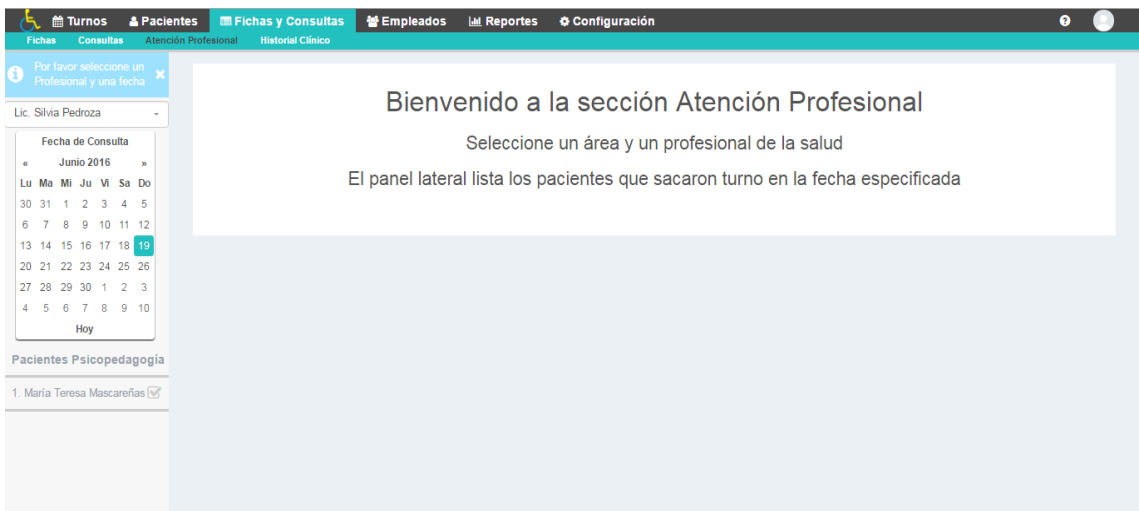 Turnos Pacientes Fichas y Consultas Empleados Reportes Configuración
Fichas Consultas Atención Profesional Historial Clínico
Por favor seleccione un
Profesional y una fecha
Lic. Silvia Pedroza
Fecha de Consulta
« Junio 2016 »
Lu Ma Mi Ju Vi Sa Do
30 31 1 2 3 4 5
6 7 8 9 10 11 12
13 14 15 16 17 18 19
20 21 22 23 24 25 26
27 28 29 30 1 2 3
4 5 6 7 8 9 10
Hoy
Pacientes Psicopedagogía
1. María Teresa Mascareñas
Bienvenido a la sección Atención Profesional
Seleccione un área y un profesional de la salud
El panel lateral lista los pacientes que sacaron turno en la fecha especificada